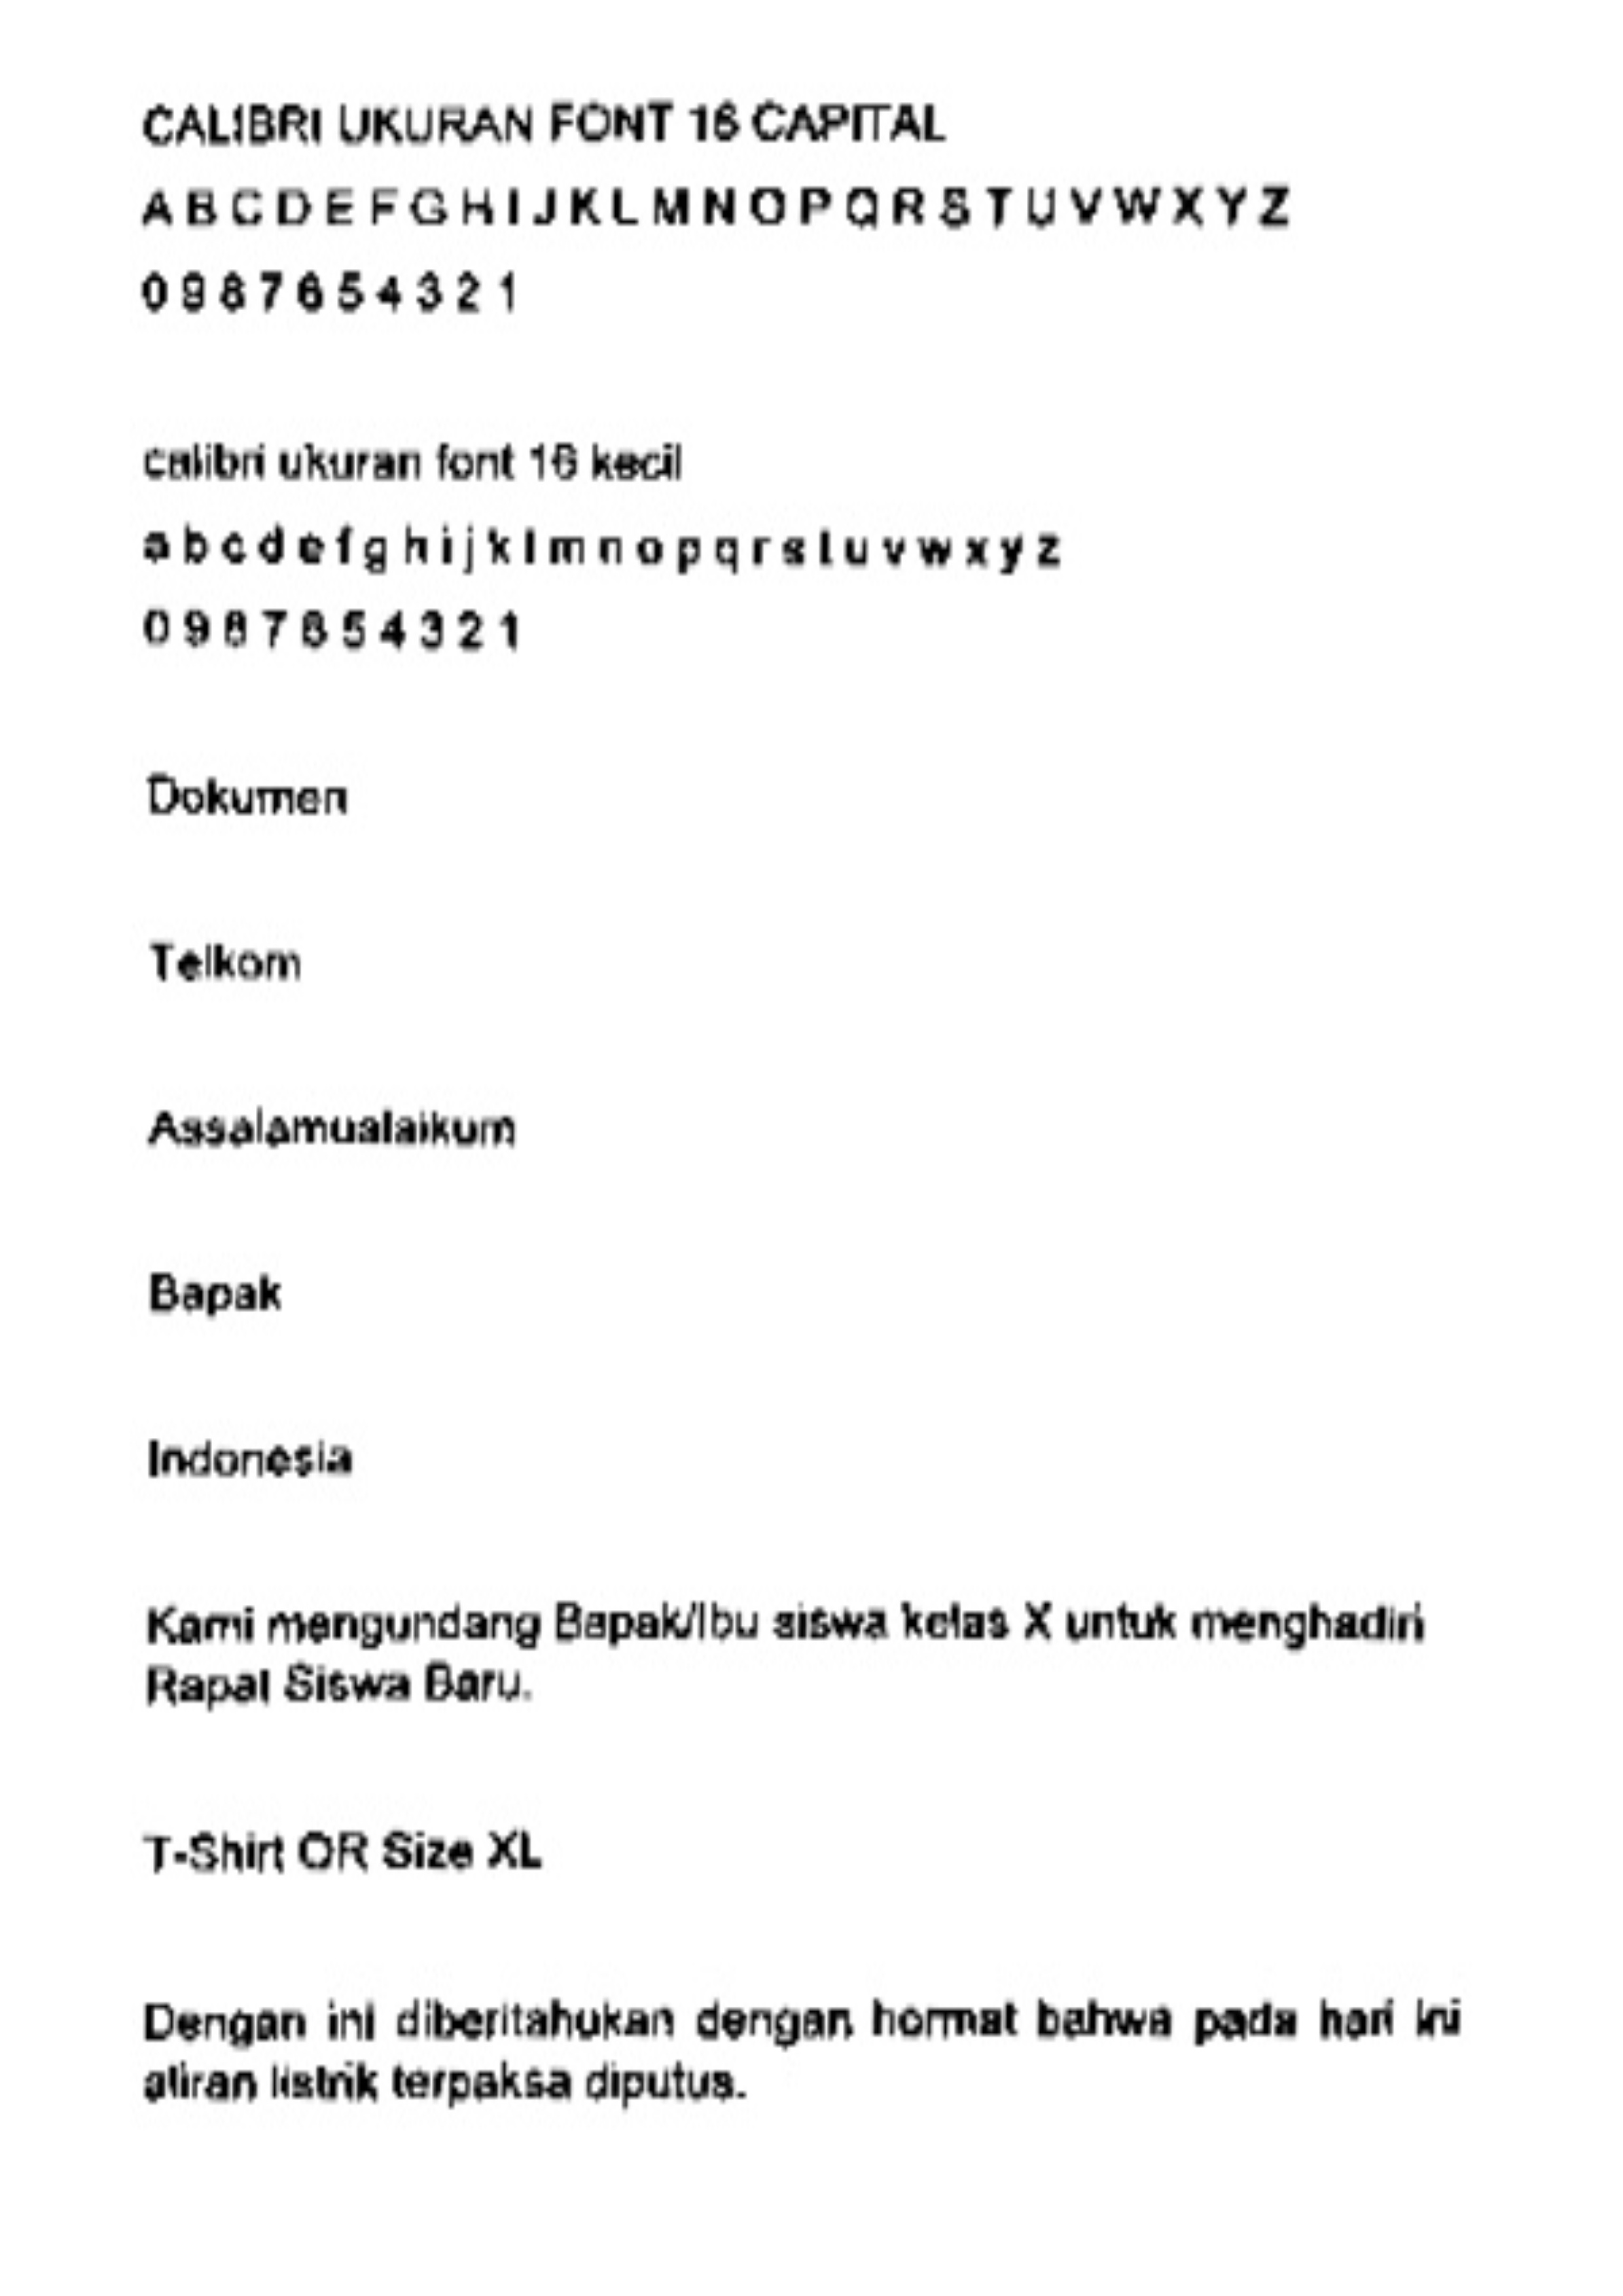 CALIBRI UKURAN FONT 16 CAPITAL
A B C D E F G H I J K L M N O P Q R S T U V W X Y Z
0 9 8 7 6 5 4 3 2 1
calibri ukuran font 16 kecil
a b c d e f g h i j k l m n o p q r s t u v w x y z
0 9 8 7 6 5 4 3 2 1
Dokumen
Telkom
Assalamualaikum
Bapak
Indonesia
Kami mengundang Bapak/Ibu siswa kelas X untuk menghadiri
Rapat Siswa Baru.
T-Shirt OR Size XL
Dengan ini diberitahukan dengan hormat bahwa pada hari ini
aliran listrik terpaksa diputus.